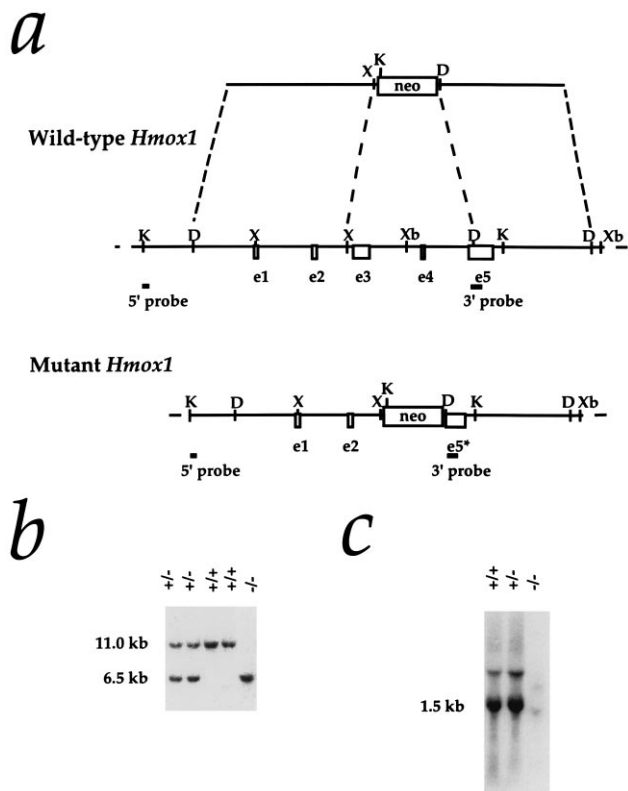 a
K
X D
neo
Wild-type Hmox1
K D X X Xb D K D Xb
e1 e2 e3 e4 e5
5' probe 3' probe
Mutant Hmox1
K
K D X X D K D Xb
neo
e1 e2 e5*
5' probe 3' probe
b
+/- +/- +/+ +/+ -/-
11.0 kb
6.5 kb
c
+/+ +/- -/-
1.5 kb